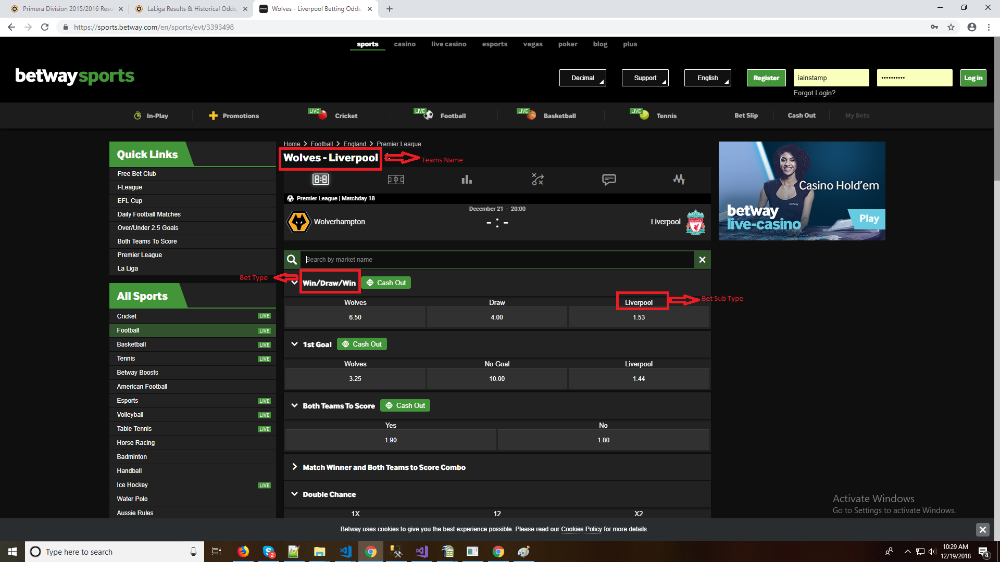 Primera Division 2015/2016 Resu
LaLiga Results & Historical Odds,
Wolves - Liverpool Betting Odds,
https://sports.betway.com/en/sports/evt/3393498
sports casino live casino esports vegas poker blog plus
betwaysports
Decimal Support English Register iainstamp •••••••••• Log in
Forgot Login?
In-Play Promotions LIVE Cricket LIVE Football LIVE Basketball LIVE Tennis Bet Slip Cash Out My Bets
Quick Links
Free Bet Club
I-League
EFL Cup
Daily Football Matches
Over/Under 2.5 Goals
Both Teams To Score
Premier League
La Liga
All Sports
Cricket LIVE
Football LIVE
Basketball LIVE
Tennis LIVE
Betway Boosts
American Football
Esports LIVE
Volleyball LIVE
Table Tennis LIVE
Horse Racing
Badminton
Handball
Ice Hockey LIVE
Water Polo
Aussie Rules
Home > Football > England > Premier League
Wolves - Liverpool
Teams Name
8:8
Premier League | Matchday 18
December 21 - 20:00
Wolverhampton - : - Liverpool
Search by market name
Bet Type
Win/Draw/Win Cash Out
Wolves Draw Liverpool
Bet Sub Type
6.50 4.00 1.53
1st Goal Cash Out
Wolves No Goal Liverpool
3.25 10.00 1.44
Both Teams To Score Cash Out
Yes No
1.90 1.80
Match Winner and Both Teams to Score Combo
Double Chance
1X 12 X2
Casino Hold'em
betway
live-casino
Play
Activate Windows
Go to Settings to activate Windows.
Betway uses cookies to give you the best experience possible. Please read our Cookies Policy for more details.
Type here to search
2
10:29 AM
12/19/2018
4